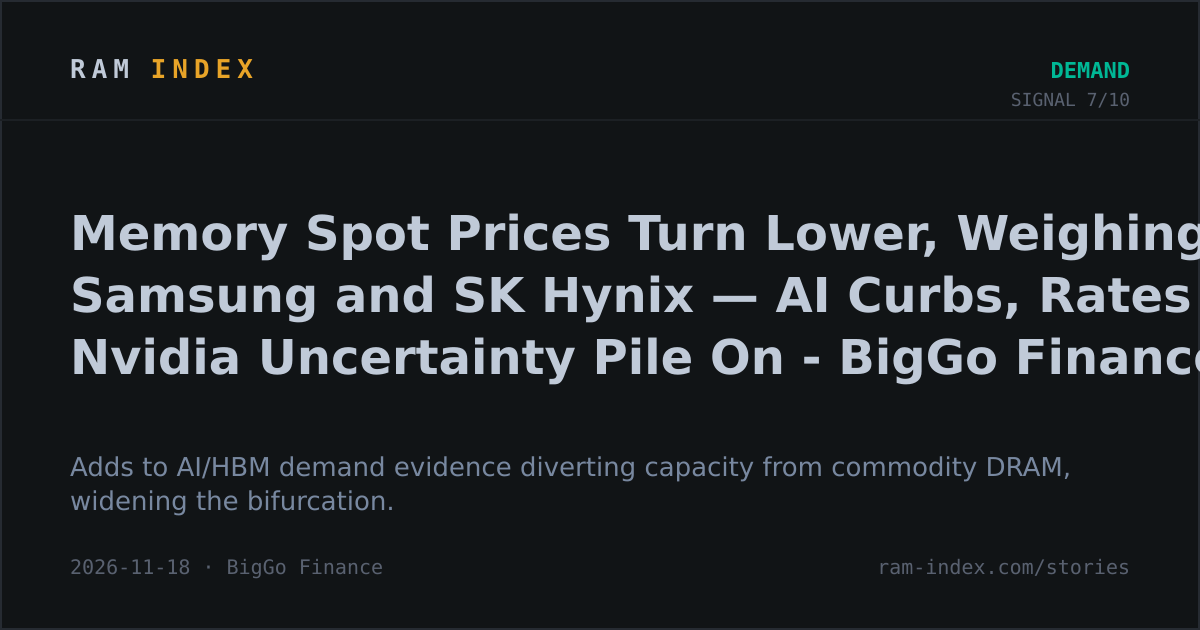 RAM INDEX
DEMAND
SIGNAL 7/10
Memory Spot Prices Turn Lower, Weighing
Samsung and SK Hynix — AI Curbs, Rates
Nvidia Uncertainty Pile On - BigGo Finance
Adds to AI/HBM demand evidence diverting capacity from commodity DRAM,
widening the bifurcation.
2026-11-18 · BigGo Finance
ram-index.com/stories